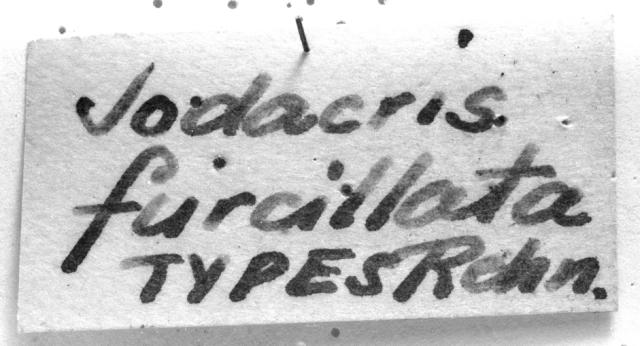 Jodacris
furcillata
TYPES Rehn.